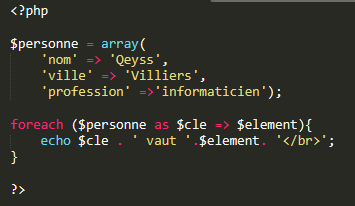 <?php
$personne = array(
'nom' => 'Qeyss',
'ville' => 'Villiers',
'profession' =>'informaticien');
foreach ($personne as $cle => $element){
echo $cle . ' vaut '.$element. '</br>';
}
?>